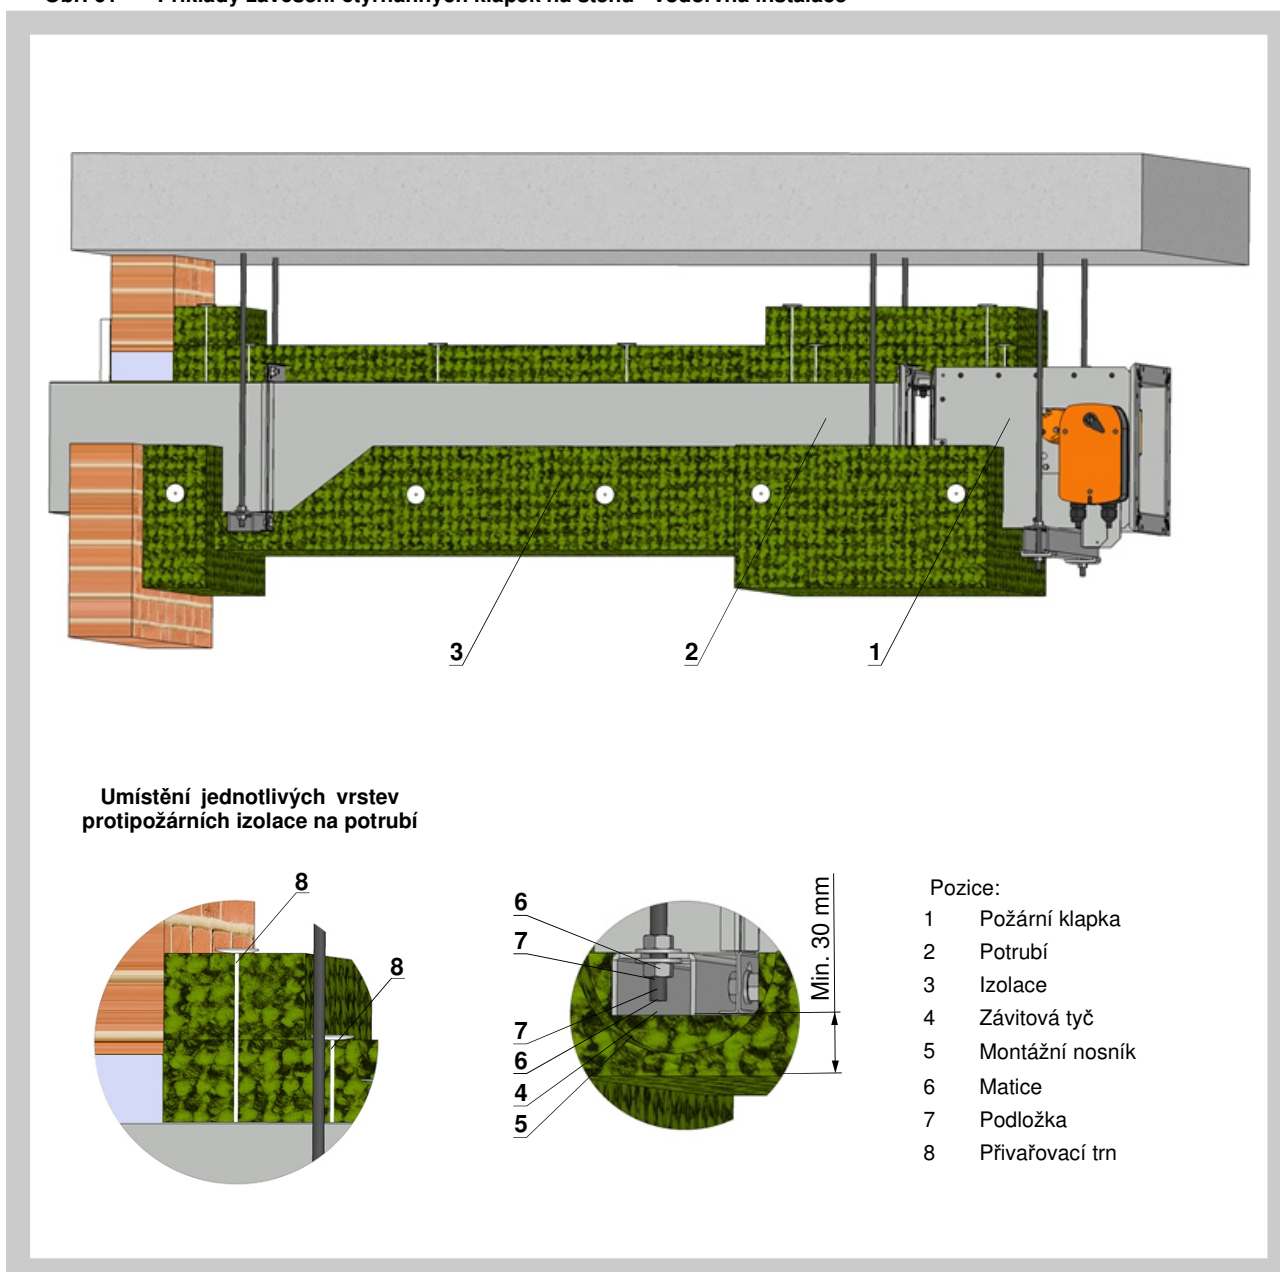 3
2
1
Umístění jednotlivých vrstev
protipožárních izolace na potrubí
8
8
6
7
7
6
4
5
Min. 30 mm
Pozice:
1 Požární klapka
2 Potrubí
3 Izolace
4 Závitová tyč
5 Montážní nosník
6 Matice
7 Podložka
8 Přivařovací trn